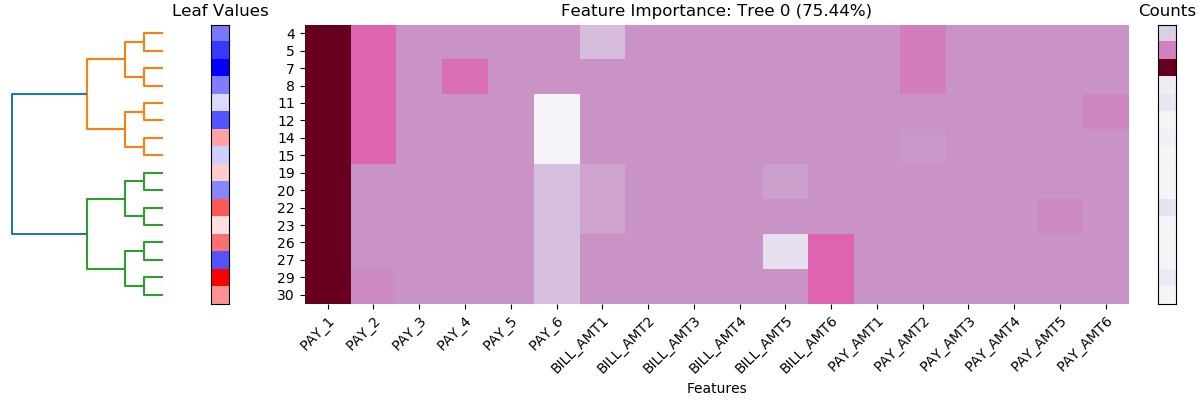 Leaf Values
Feature Importance: Tree 0 (75.44%)
Counts
4
5
7
8
11
12
14
15
19
20
22
23
26
27
29
30
PAY_1
PAY_2
PAY_3
PAY_4
PAY_5
PAY_6
BILL_AMT1
BILL_AMT2
BILL_AMT3
BILL_AMT4
BILL_AMT5
BILL_AMT6
PAY_AMT1
PAY_AMT2
PAY_AMT3
PAY_AMT4
PAY_AMT5
PAY_AMT6
Features